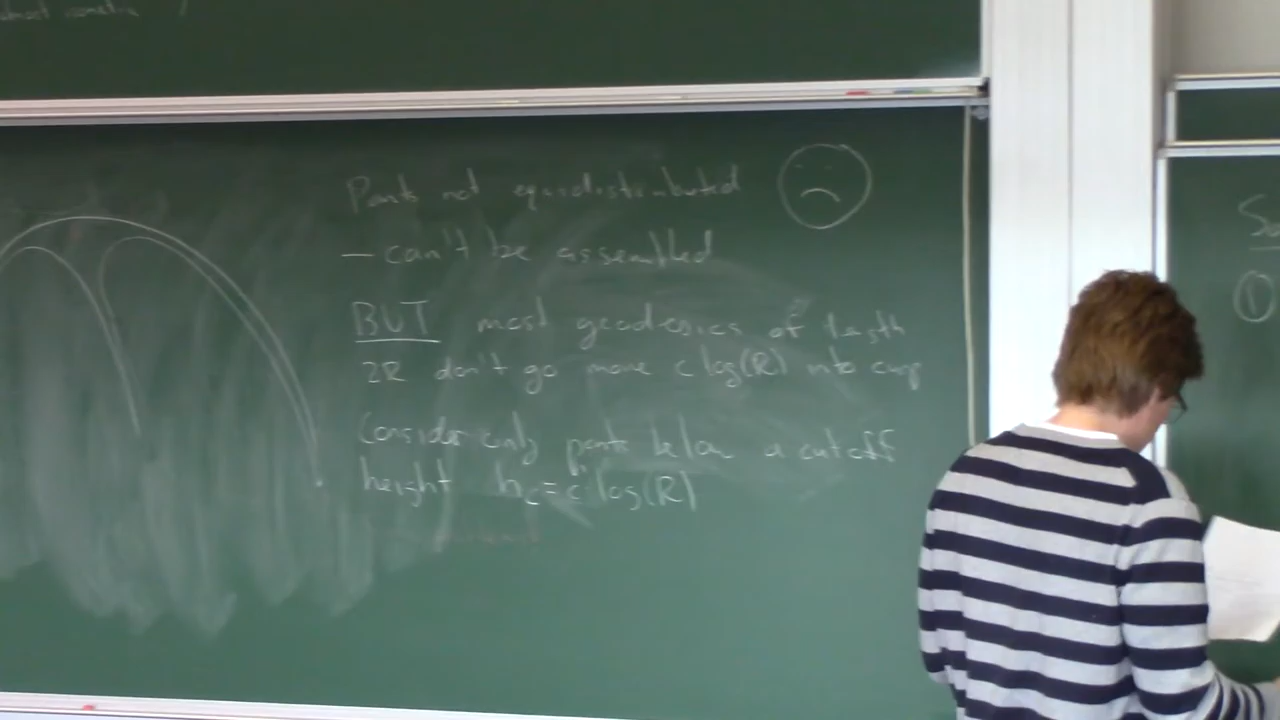 Pants not equidistributed
— can't be assembled
BUT most geodesics of length
2R don't go more c log(R) into cusp
Consider only pants below a cutoff
height h_c = c log(R)
①